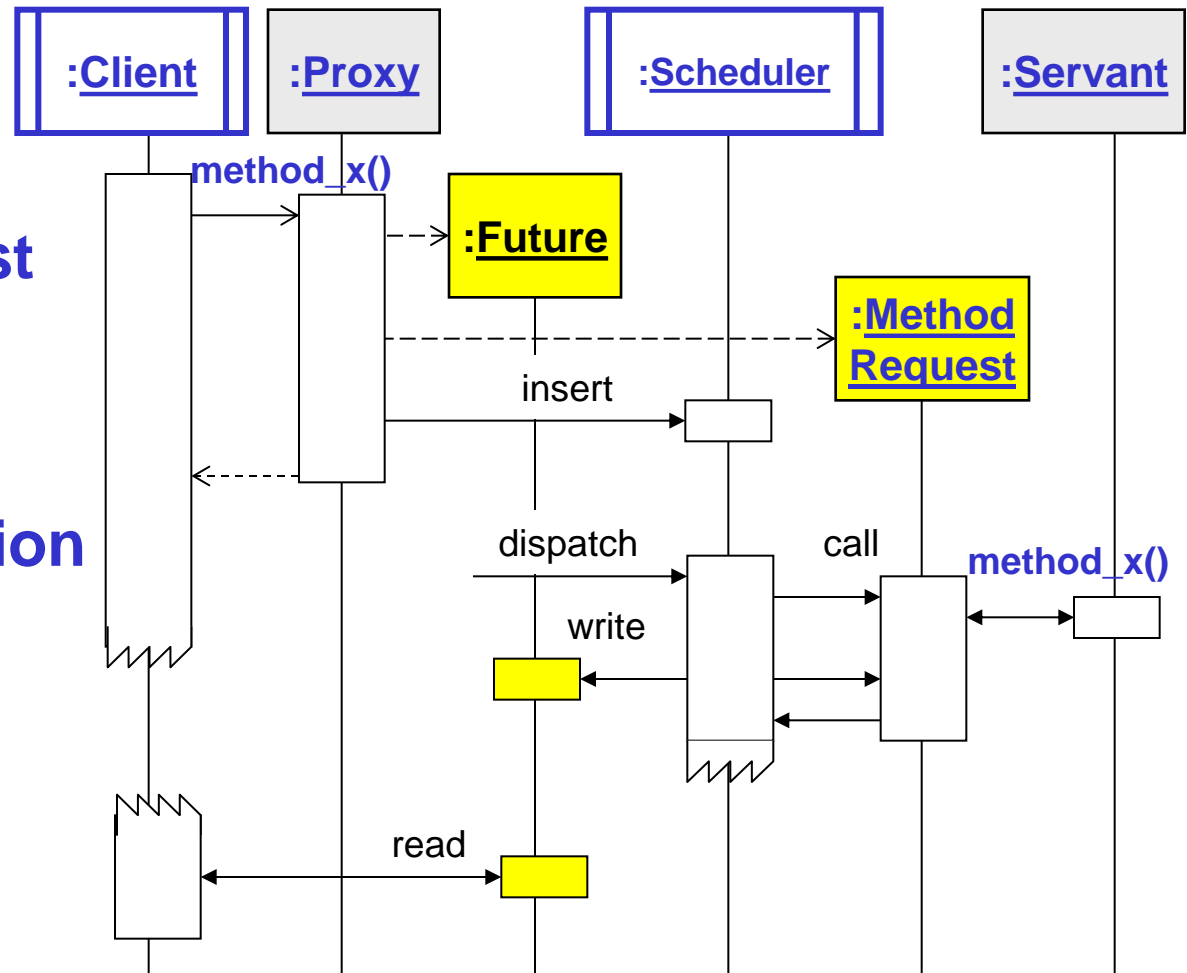 :Client
:Proxy
:Scheduler
:Servant
method_x()
:Future
st
:Method
Request
insert
ion
dispatch
call
method_x()
write
read